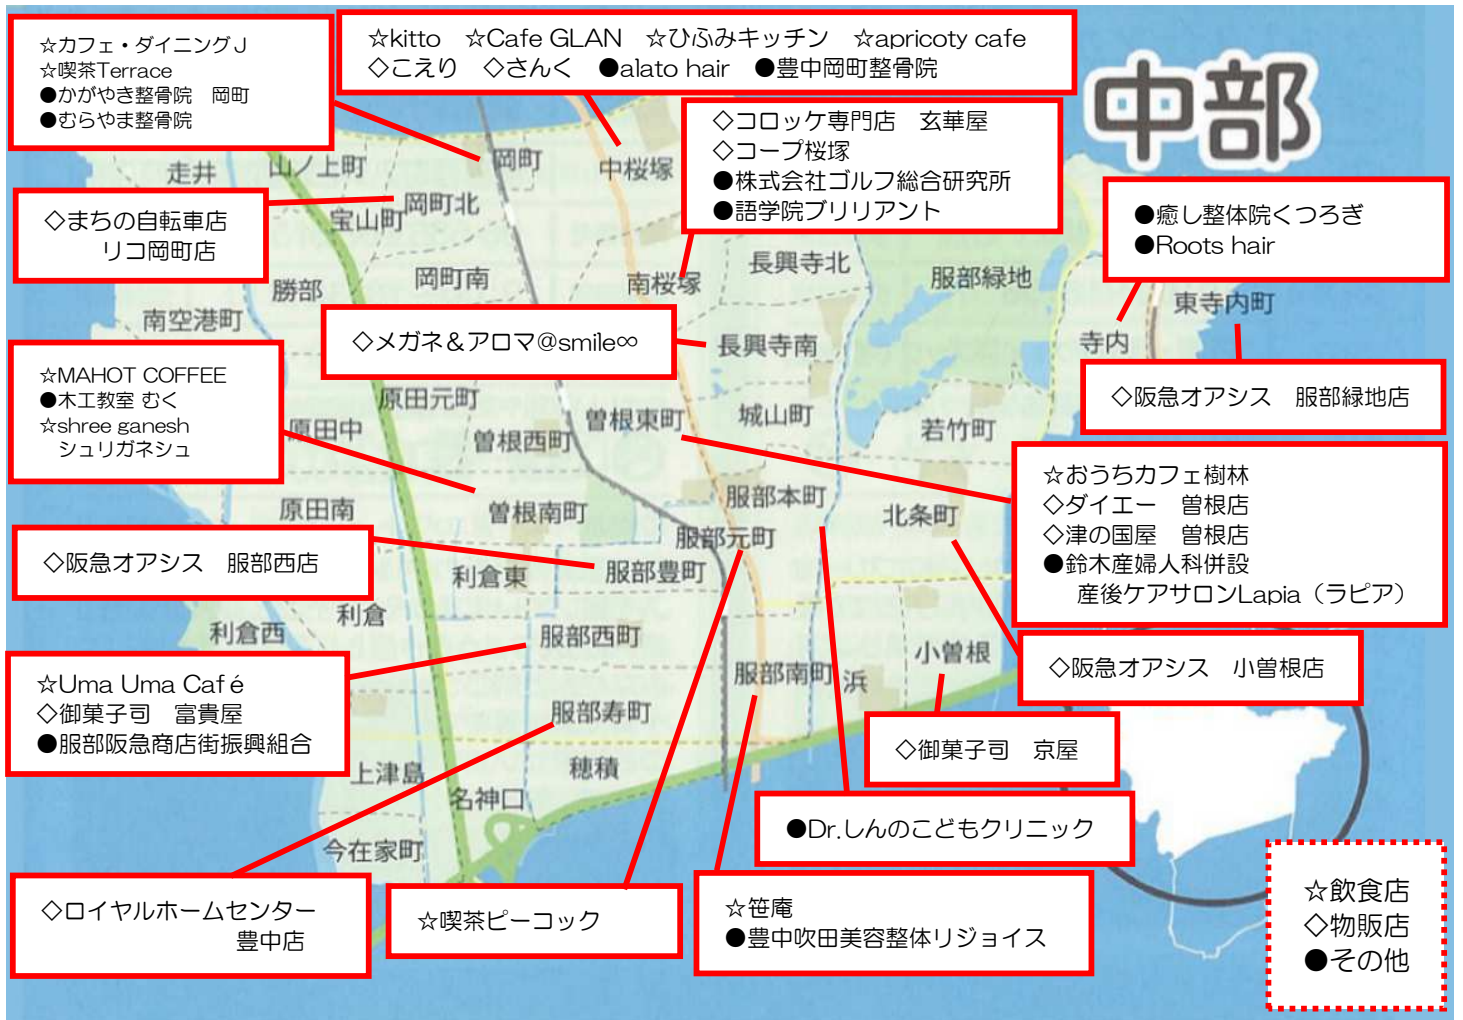 ☆カフェ・ダイニングJ
☆喫茶Terrace
●かがやき整骨院　岡町
●むらやま整骨院
☆kitto　☆Cafe GLAN　☆ひふみキッチン　☆apricoty cafe
◇こえり　◇さんく　●alato hair　●豊中岡町整骨院
中部
◇コロッケ専門店　玄華屋
◇コープ桜塚
●株式会社ゴルフ総合研究所
●語学院ブリリアント
●癒し整体院くつろぎ
●Roots hair
◇まちの自転車店
リコ岡町店
走井
山ノ上町
岡町
中桜塚
宝山町
岡町北
勝部
岡町南
南桜塚
長興寺北
服部緑地
東寺内町
南空港町
寺内
◇メガネ＆アロマ@smile∞
長興寺南
◇阪急オアシス　服部緑地店
☆MAHOT COFFEE
●木工教室 むく
☆shree ganesh
シュリガネシュ
原田元町
原田中
曽根西町
曽根東町
城山町
若竹町
☆おうちカフェ樹林
◇ダイエー　曽根店
◇津の国屋　曽根店
●鈴木産婦人科併設
産後ケアサロンLapia（ラピア）
原田南
曽根南町
服部本町
北条町
服部元町
◇阪急オアシス　服部西店
利倉東
服部豊町
利倉
利倉西
服部西町
小曽根
◇阪急オアシス　小曽根店
☆Uma Uma Café
◇御菓子司　富貴屋
●服部阪急商店街振興組合
服部南町
浜
服部寿町
◇御菓子司　京屋
上津島
穂積
名神口
●Dr.しんのこどもクリニック
今在家町
◇ロイヤルホームセンター
豊中店
☆喫茶ピーコック
☆笹庵
●豊中吹田美容整体リジョイス
☆飲食店
◇物販店
●その他